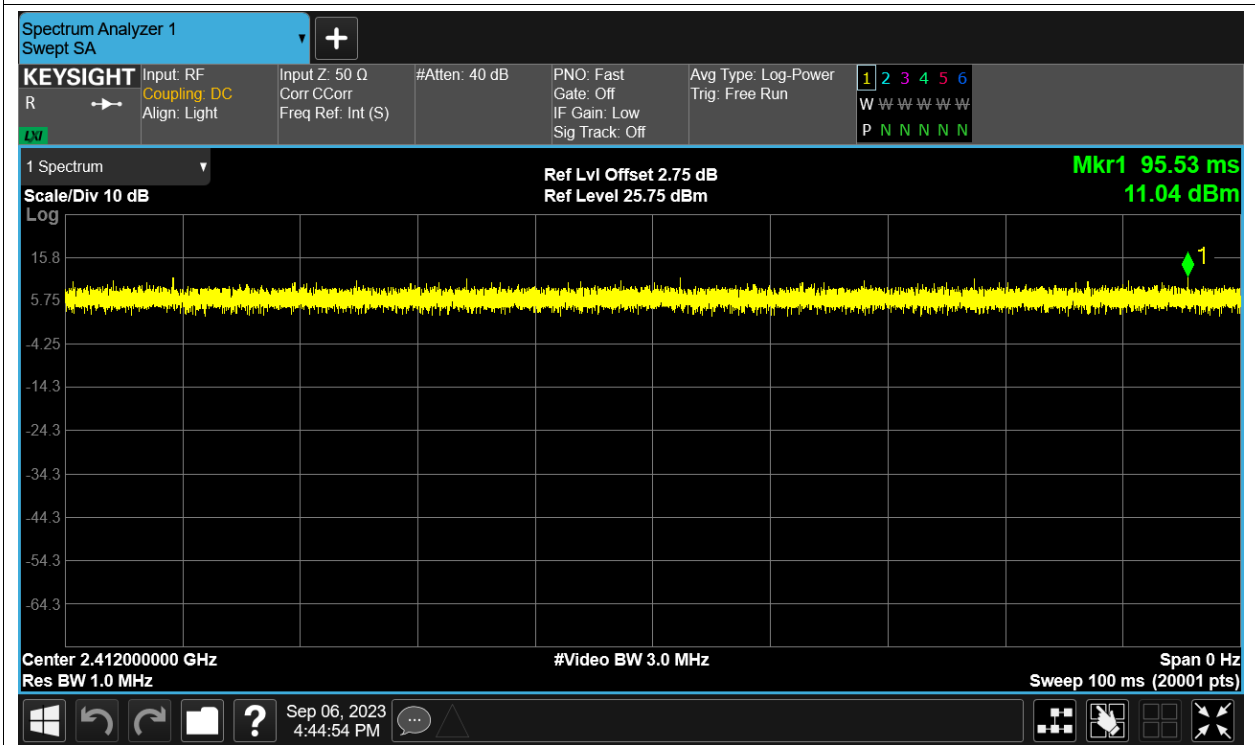 Spectrum Analyzer 1
Swept SA
KEYSIGHT
R
LXI
Input: RF
Coupling: DC
Align: Light
Input Z: 50 Ω
Corr CCorr
Freq Ref: Int (S)
#Atten: 40 dB
PNO: Fast
Gate: Off
IF Gain: Low
Sig Track: Off
Avg Type: Log-Power
Trig: Free Run
1 2 3 4 5 6
W W W W W W
P N N N N N
1 Spectrum
Scale/Div 10 dB
Log
Ref Lvl Offset 2.75 dB
Ref Level 25.75 dBm
Mkr1 95.53 ms
11.04 dBm
1
15.8
5.75
-4.25
-14.3
-24.3
-34.3
-44.3
-54.3
-64.3
Center 2.412000000 GHz
Res BW 1.0 MHz
#Video BW 3.0 MHz
Span 0 Hz
Sweep 100 ms (20001 pts)
?
Sep 06, 2023
4:44:54 PM